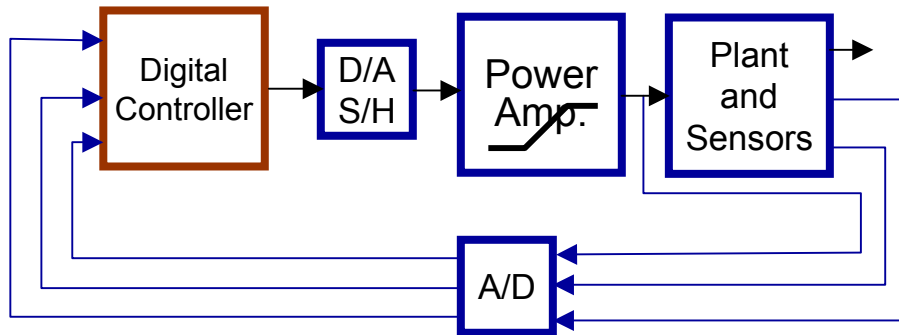 Digital
Controller
D/A
S/H
Power
Amp.
Plant
and
Sensors
A/D